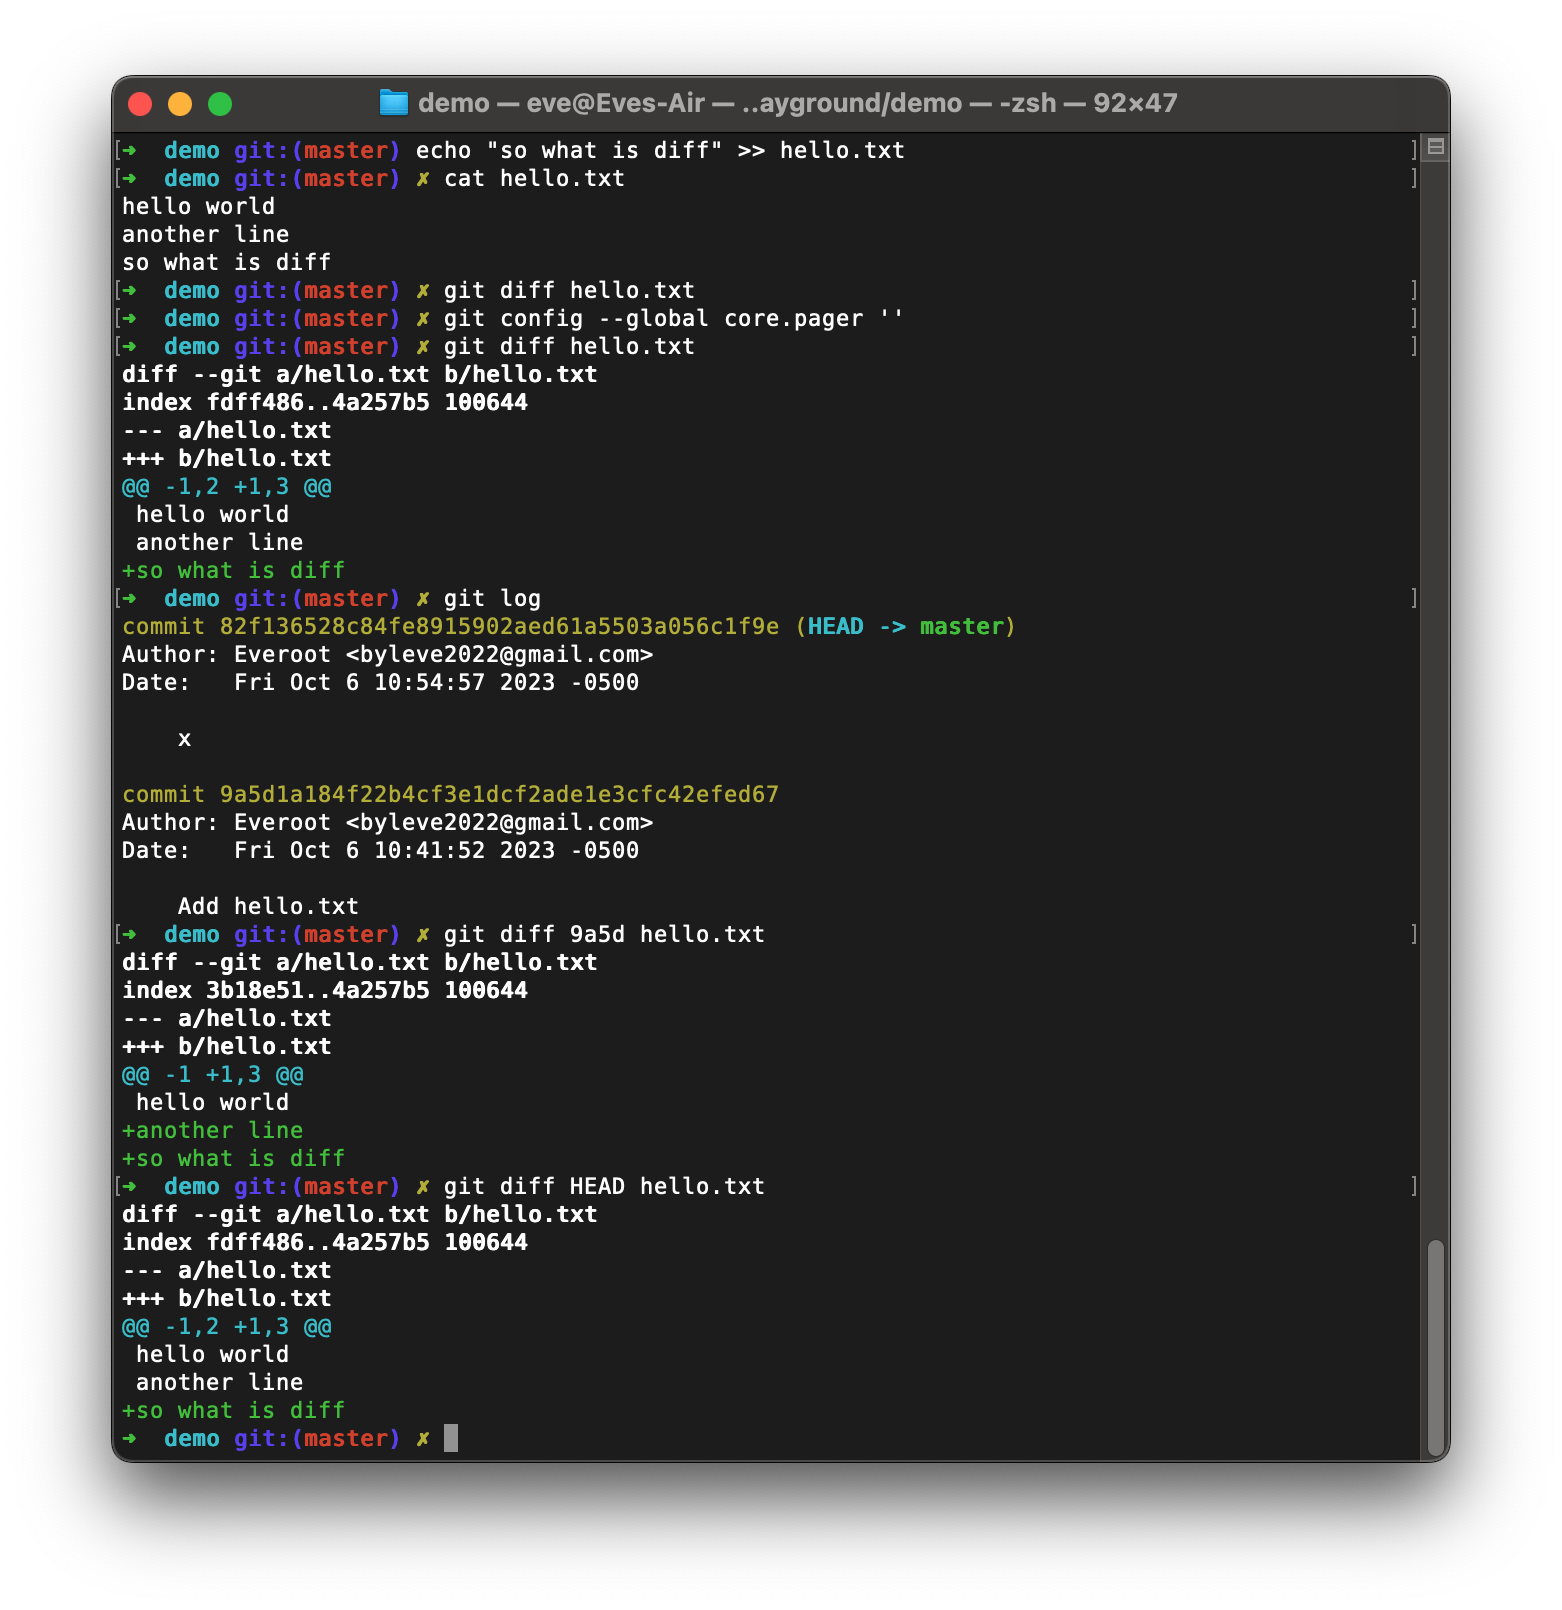 demo — eve@Eves-Air — ..ayground/demo — -zsh — 92×47
[➜  demo git:(master) echo "so what is diff" >> hello.txt ]
[➜  demo git:(master) ✗ cat hello.txt ]
hello world
another line
so what is diff
[➜  demo git:(master) ✗ git diff hello.txt ]
[➜  demo git:(master) ✗ git config --global core.pager '' ]
[➜  demo git:(master) ✗ git diff hello.txt ]
diff --git a/hello.txt b/hello.txt
index fdff486..4a257b5 100644
--- a/hello.txt
+++ b/hello.txt
@@ -1,2 +1,3 @@
 hello world
 another line
+so what is diff
[➜  demo git:(master) ✗ git log ]
commit 82f136528c84fe8915902aed61a5503a056c1f9e (HEAD -> master)
Author: Everoot <byleve2022@gmail.com>
Date:   Fri Oct 6 10:54:57 2023 -0500
    x
commit 9a5d1a184f22b4cf3e1dcf2ade1e3cfc42efed67
Author: Everoot <byleve2022@gmail.com>
Date:   Fri Oct 6 10:41:52 2023 -0500
    Add hello.txt
[➜  demo git:(master) ✗ git diff 9a5d hello.txt ]
diff --git a/hello.txt b/hello.txt
index 3b18e51..4a257b5 100644
--- a/hello.txt
+++ b/hello.txt
@@ -1 +1,3 @@
 hello world
+another line
+so what is diff
[➜  demo git:(master) ✗ git diff HEAD hello.txt ]
diff --git a/hello.txt b/hello.txt
index fdff486..4a257b5 100644
--- a/hello.txt
+++ b/hello.txt
@@ -1,2 +1,3 @@
 hello world
 another line
+so what is diff
➜  demo git:(master) ✗